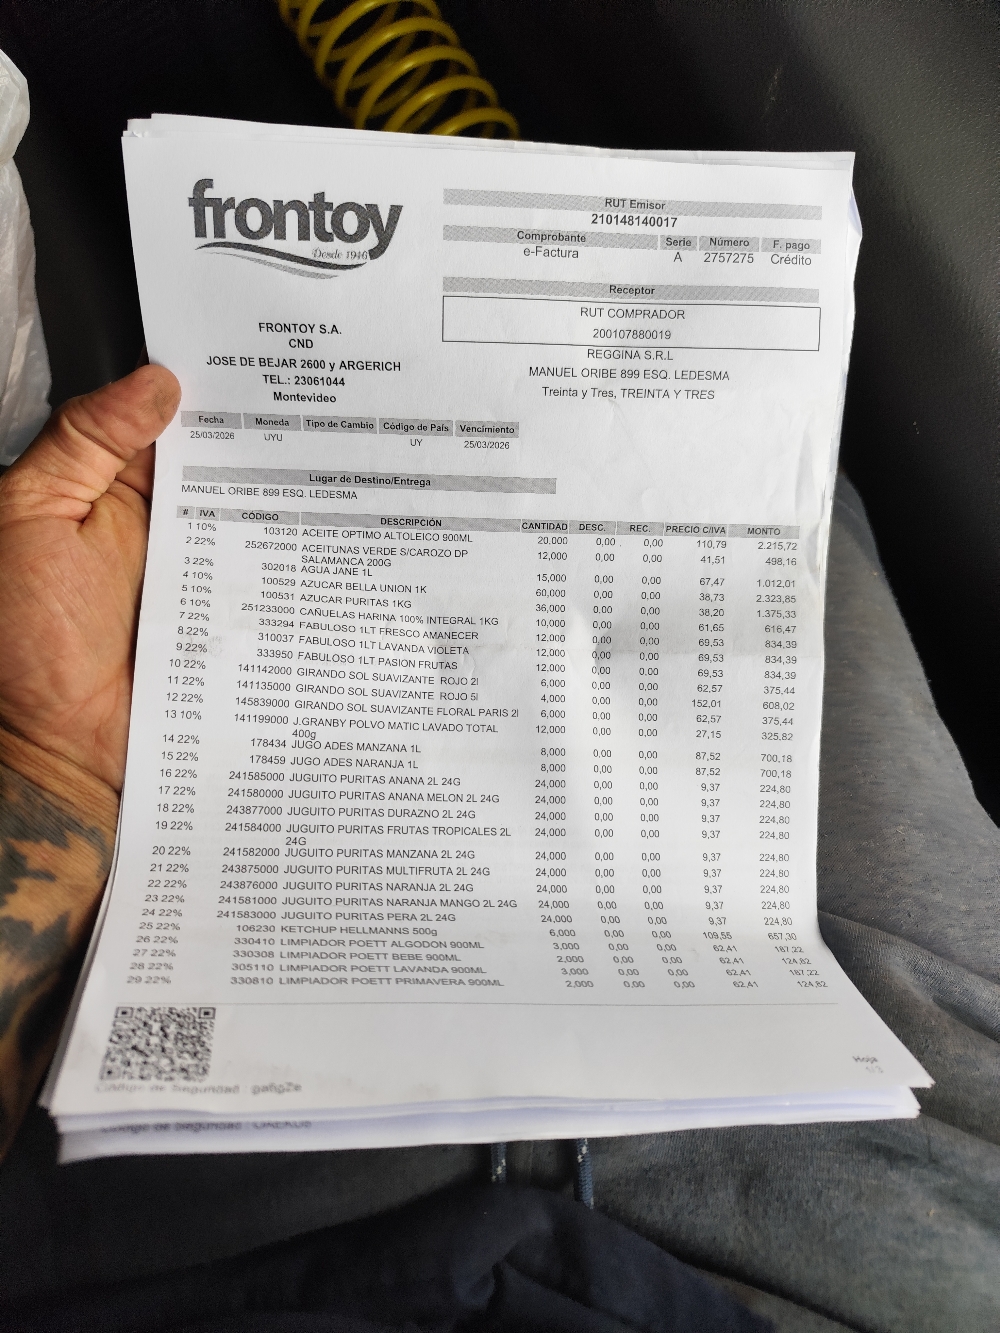 frontoy
Desde 1946
RUT Emisor
210148140017
Comprobante Serie Número F. pago
e-Factura A 2757275 Crédito
Receptor
RUT COMPRADOR
200107880019
REGGINA S.R.L
MANUEL ORIBE 899 ESQ. LEDESMA
Treinta y Tres, TREINTA Y TRES
FRONTOY S.A.
CND
JOSE DE BEJAR 2600 y ARGERICH
TEL.: 23061044
Montevideo
Fecha Moneda Tipo de Cambio Código de País Vencimiento
25/03/2026 UYU UY 25/03/2026
Lugar de Destino/Entrega
MANUEL ORIBE 899 ESQ. LEDESMA
# IVA CÓDIGO DESCRIPCIÓN CANTIDAD DESC. REC. PRECIO C/IVA MONTO
1 10% 103120 ACEITE OPTIMO ALTOLEICO 900ML 20,000 0,00 0,00 110,79 2.215,72
2 22% 252672000 ACEITUNAS VERDE S/CAROZO DP 12,000 0,00 0,00 41,51 498,16
SALAMANCA 200G
3 22% 302018 AGUA JANE 1L 15,000 0,00 0,00 67,47 1.012,01
4 10% 100529 AZUCAR BELLA UNION 1K 60,000 0,00 0,00 38,73 2.323,85
5 10% 100531 AZUCAR PURITAS 1KG 36,000 0,00 0,00 38,20 1.375,33
6 10% 251233000 CAÑUELAS HARINA 100% INTEGRAL 1KG 10,000 0,00 0,00 61,65 616,47
7 22% 333294 FABULOSO 1LT FRESCO AMANECER 12,000 0,00 0,00 69,53 834,39
8 22% 310037 FABULOSO 1LT LAVANDA VIOLETA 12,000 0,00 0,00 69,53 834,39
9 22% 333950 FABULOSO 1LT PASION FRUTAS 12,000 0,00 0,00 69,53 834,39
10 22% 141142000 GIRANDO SOL SUAVIZANTE ROJO 2l 6,000 0,00 0,00 62,57 375,44
11 22% 141135000 GIRANDO SOL SUAVIZANTE ROJO 5l 4,000 0,00 0,00 152,01 608,02
12 22% 145839000 GIRANDO SOL SUAVIZANTE FLORAL PARIS 2l 6,000 0,00 0,00 62,57 375,44
13 10% 141199000 J.GRANBY POLVO MATIC LAVADO TOTAL 12,000 0,00 0,00 27,15 325,82
400g
14 22% 178434 JUGO ADES MANZANA 1L 8,000 0,00 0,00 87,52 700,18
15 22% 178459 JUGO ADES NARANJA 1L 8,000 0,00 0,00 87,52 700,18
16 22% 241585000 JUGUITO PURITAS ANANA 2L 24G 24,000 0,00 0,00 9,37 224,80
17 22% 241580000 JUGUITO PURITAS ANANA MELON 2L 24G 24,000 0,00 0,00 9,37 224,80
18 22% 243877000 JUGUITO PURITAS DURAZNO 2L 24G 24,000 0,00 0,00 9,37 224,80
19 22% 241584000 JUGUITO PURITAS FRUTAS TROPICALES 2L 24,000 0,00 0,00 9,37 224,80
24G
20 22% 241582000 JUGUITO PURITAS MANZANA 2L 24G 24,000 0,00 0,00 9,37 224,80
21 22% 243875000 JUGUITO PURITAS MULTIFRUTA 2L 24G 24,000 0,00 0,00 9,37 224,80
22 22% 243876000 JUGUITO PURITAS NARANJA 2L 24G 24,000 0,00 0,00 9,37 224,80
23 22% 241581000 JUGUITO PURITAS NARANJA MANGO 2L 24G 24,000 0,00 0,00 9,37 224,80
24 22% 241583000 JUGUITO PURITAS PERA 2L 24G 24,000 0,00 0,00 9,37 224,80
25 22% 106230 KETCHUP HELLMANNS 500g 6,000 0,00 0,00 109,55 657,30
26 22% 330410 LIMPIADOR POETT ALGODON 900ML 3,000 0,00 0,00 62,41 187,22
27 22% 330308 LIMPIADOR POETT BEBE 900ML 2,000 0,00 0,00 62,41 124,82
28 22% 305110 LIMPIADOR POETT LAVANDA 900ML 3,000 0,00 0,00 62,41 187,22
29 22% 330810 LIMPIADOR POETT PRIMAVERA 900ML 2,000 0,00 0,00 62,41 124,82
Hoja
1/3
Código de Seguridad :
Código de Seguridad :